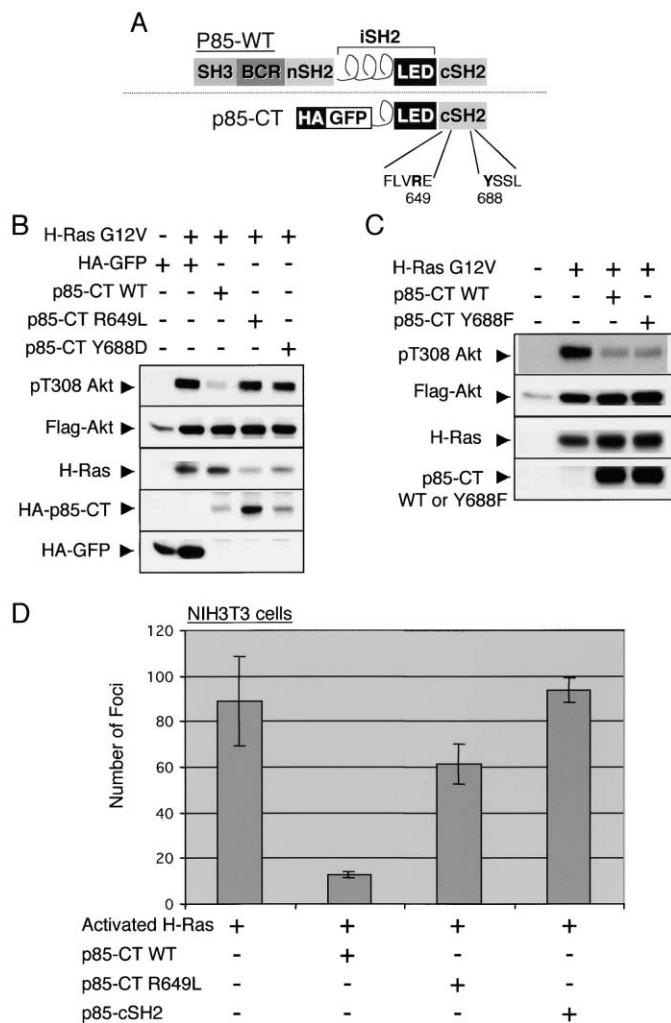 A
P85-WT
iSH2
SH3 BCR nSH2 LED cSH2
p85-CT HA GFP LED cSH2
FLVRE YSSL
649 688
B
H-Ras G12V - + + + +
HA-GFP + + - - -
p85-CT WT - - + - -
p85-CT R649L - - - + -
p85-CT Y688D - - - - +
pT308 Akt
Flag-Akt
H-Ras
HA-p85-CT
HA-GFP
C
H-Ras G12V - + + +
p85-CT WT - - + -
p85-CT Y688F - - - +
pT308 Akt
Flag-Akt
H-Ras
p85-CT
WT or Y688F
D
NIH3T3 cells
Number of Foci
120
100
80
60
40
20
0
Activated H-Ras + + + +
p85-CT WT - + - -
p85-CT R649L - - + -
p85-cSH2 - - - +